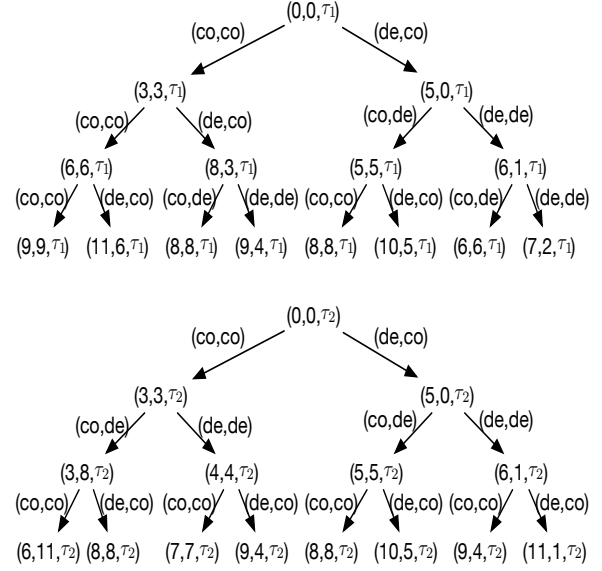 (0,0,τ1)
(co,co) (de,co)
(3,3,τ1) (5,0,τ1)
(co,co) (de,co) (co,de) (de,de)
(6,6,τ1) (8,3,τ1) (5,5,τ1) (6,1,τ1)
(co,co) (de,co) (co,de) (de,de) (co,co) (de,co) (co,de) (de,de)
(9,9,τ1) (11,6,τ1) (8,8,τ1) (9,4,τ1) (8,8,τ1) (10,5,τ1) (6,6,τ1) (7,2,τ1)
(0,0,τ2)
(co,co) (de,co)
(3,3,τ2) (5,0,τ2)
(co,de) (de,de) (co,de) (de,de)
(3,8,τ2) (4,4,τ2) (5,5,τ2) (6,1,τ2)
(co,co) (de,co) (co,co) (de,co) (co,co) (de,co) (co,co) (de,co)
(6,11,τ2) (8,8,τ2) (7,7,τ2) (9,4,τ2) (8,8,τ2) (10,5,τ2) (9,4,τ2) (11,1,τ2)